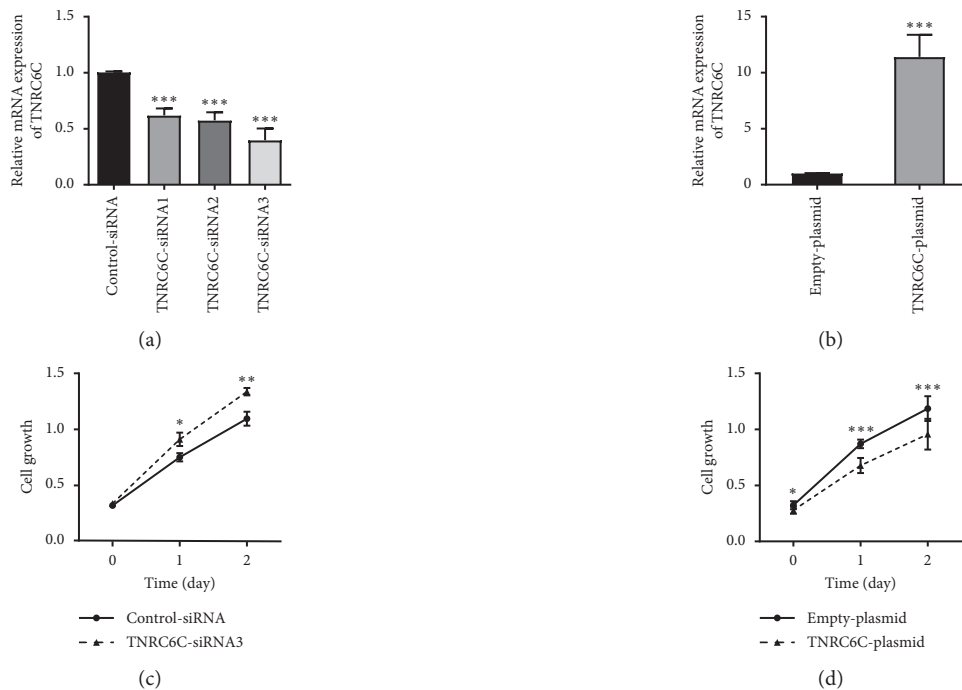 Relative mRNA expression
of TNRC6C
1.5
1.0
0.5
0.0
***
***
***
Control-siRNA
TNRC6C-siRNA1
TNRC6C-siRNA2
TNRC6C-siRNA3
(a)
Relative mRNA expression
of TNRC6C
15
10
5
0
***
Empty-plasmid
TNRC6C-plasmid
(b)
Cell growth
1.5
1.0
0.5
0.0
*
**
0 1 2
Time (day)
Control-siRNA
TNRC6C-siRNA3
(c)
Cell growth
1.5
1.0
0.5
0.0
*
***
***
0 1 2
Time (day)
Empty-plasmid
TNRC6C-plasmid
(d)